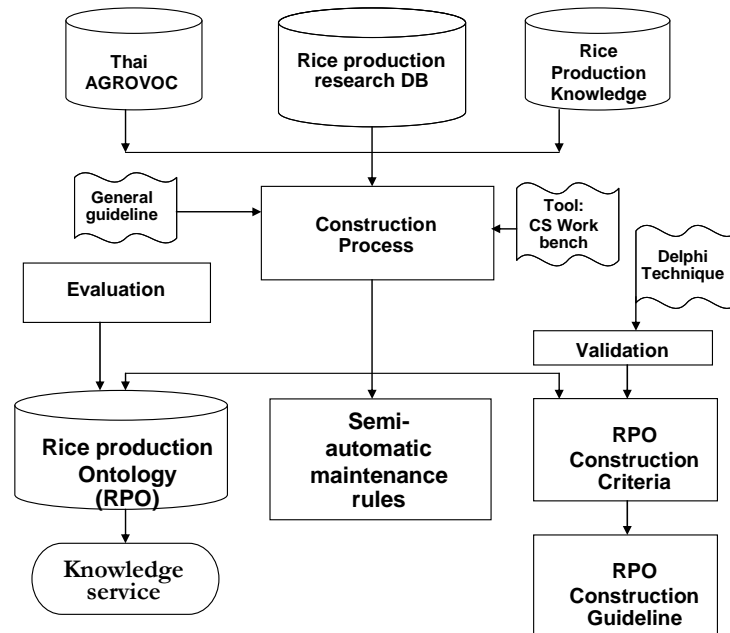 Thai
AGROVOC
Rice production
research DB
Rice
Production
Knowledge
General
guideline
Construction
Process
Tool:
CS Work
bench
Delphi
Technique
Evaluation
Validation
Rice production
Ontology
(RPO)
Semi-
automatic
maintenance
rules
RPO
Construction
Criteria
Knowledge
service
RPO
Construction
Guideline